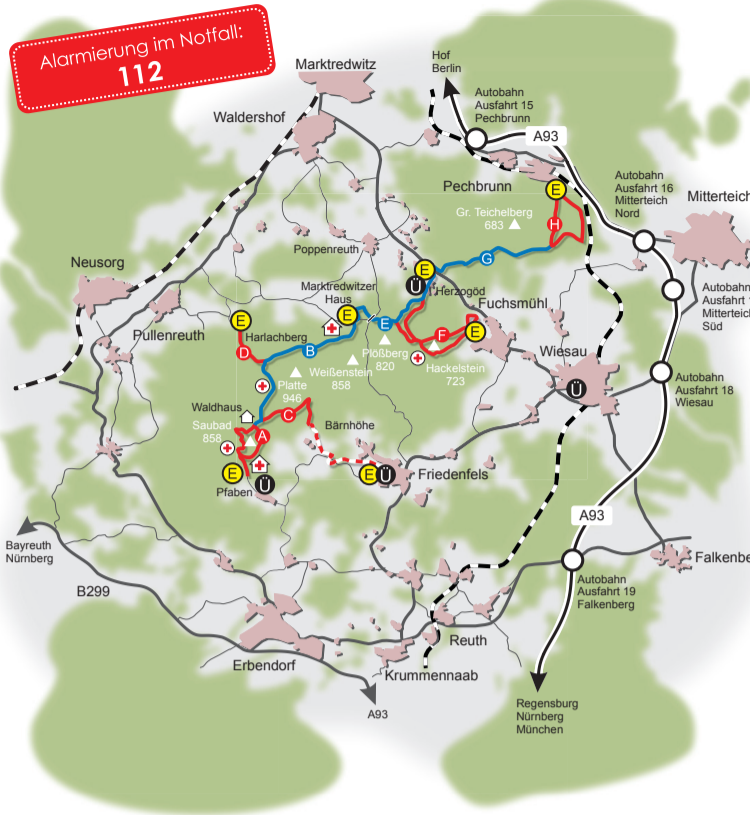 Alarmierung im Notfall:
112
Marktredwitz
Hof
Berlin
Autobahn
Ausfahrt 15
Pechbrunn
Waldershof
A93
Autobahn
Ausfahrt 16
Mitterteich
Nord
Pechbrunn
E
Mitterteich
Gr. Teichelberg
683
H
Poppenreuth
G
Neusorg
E
Marktredwitzer
Haus
Ü
Herzogöd
Autobahn
Ausfahrt 1
Mitterteich
Süd
Fuchsmühl
E
E
E
Pullenreuth
Harlachberg
F
E
Plößberg
820
Wiesau
D
B
Weißenstein
858
Hackelstein
723
Platte
946
Autobahn
Ausfahrt 18
Wiesau
Ü
Waldhaus
C
Saubad
858
A
Bärnhöhe
E
Pfaben
Ü
E
Ü
Friedenfels
A93
Bayreuth
Nürnberg
B299
Falkenbe
Autobahn
Ausfahrt 19
Falkenberg
Reuth
Erbendorf
Krummennaab
A93
Regensburg
Nürnberg
München